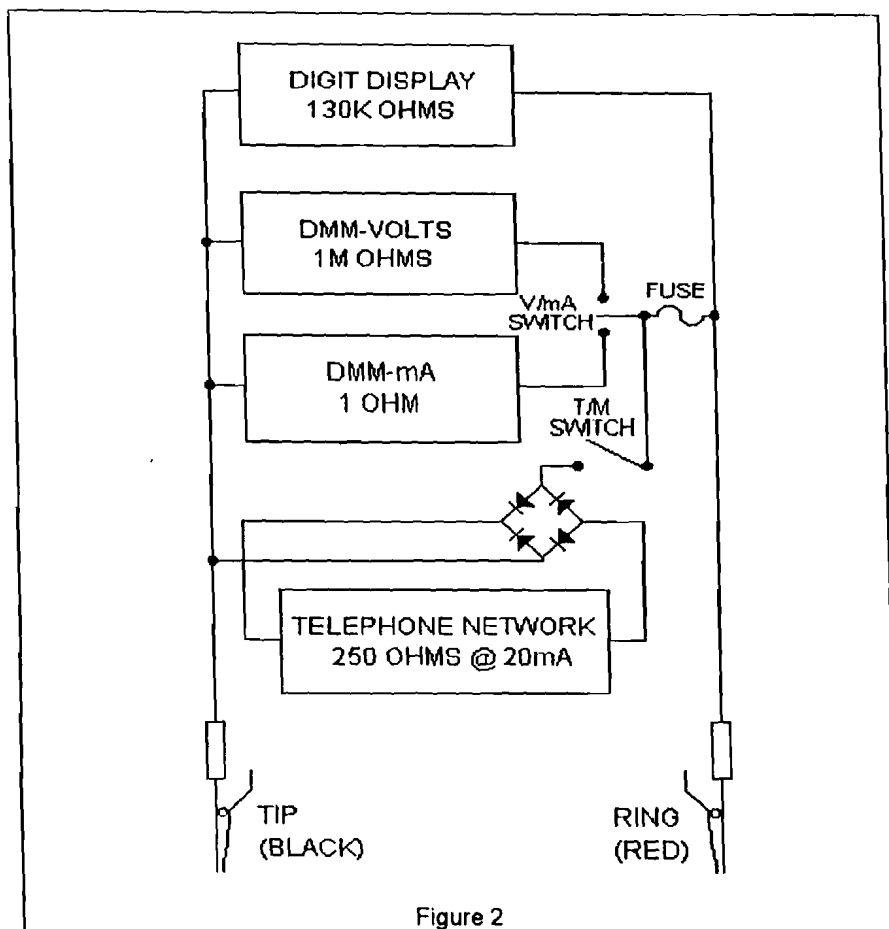 DIGIT DISPLAY
130K OHMS
DMM-VOLTS
1M OHMS
V/mA
SWITCH
FUSE
DMM-mA
1 OHM
T/M
SWITCH
TELEPHONE NETWORK
250 OHMS @ 20mA
TIP
(BLACK)
RING
(RED)
Figure 2